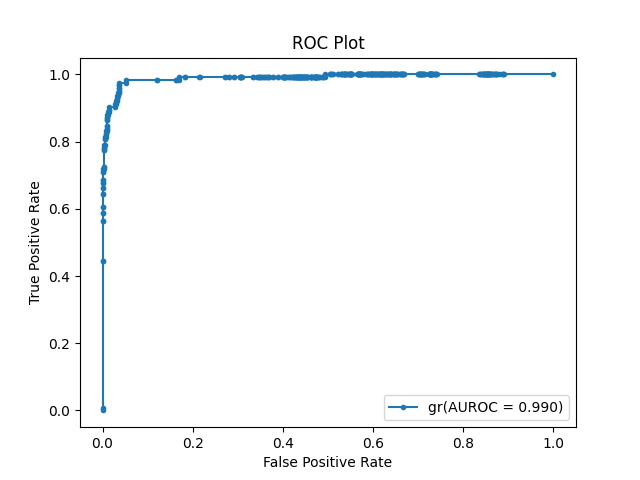 ROC Plot
True Positive Rate
1.0
0.8
0.6
0.4
0.2
0.0
gr(AUROC = 0.990)
0.0 0.2 0.4 0.6 0.8 1.0
False Positive Rate